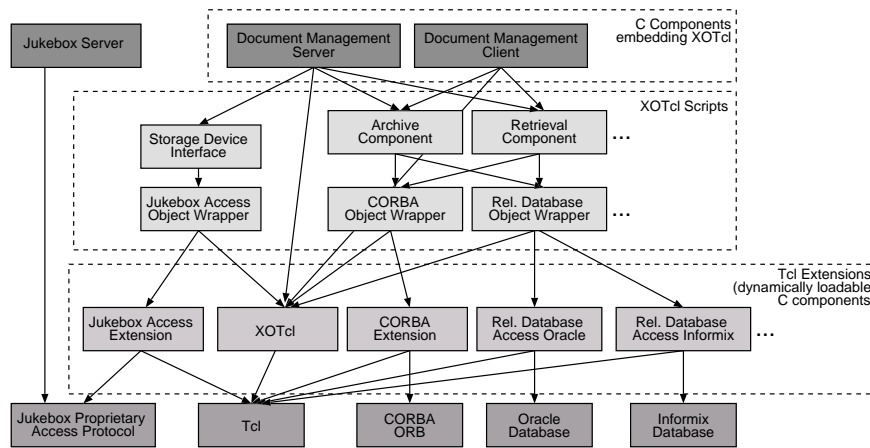 C Components
embedding XOTcl
Jukebox Server
Document Management
Server
Document Management
Client
XOTcl Scripts
Storage Device
Interface
Archive
Component
Retrieval
Component
...
Jukebox Access
Object Wrapper
CORBA
Object Wrapper
Rel. Database
Object Wrapper
...
Tcl Extensions
(dynamically loadable
C components)
Jukebox Access
Extension
XOTcl
CORBA
Extension
Rel. Database
Access Oracle
Rel. Database
Access Informix
...
Jukebox Proprietary
Access Protocol
Tcl
CORBA
ORB
Oracle
Database
Informix
Database